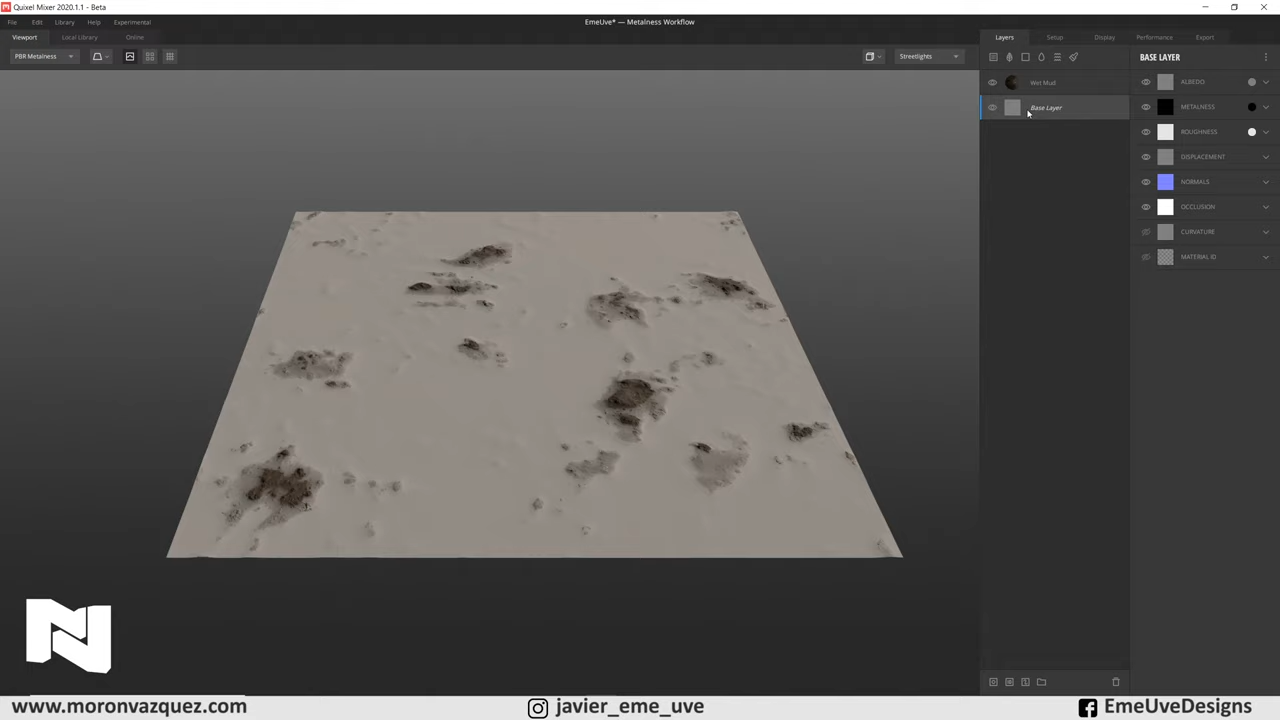 Quixel Mixer 2020.1.1 - Beta
File Edit Library Help Experimental
EmeUve* — Metalness Workflow
Viewport Local Library Online
Layers Setup Display Performance Export
PBR Metalness
Streetlights
BASE LAYER
Wet Mud
Base Layer
ALBEDO
METALNESS
ROUGHNESS
DISPLACEMENT
NORMALS
OCCLUSION
CURVATURE
MATERIAL ID
www.moronvazquez.com
javier_eme_uve
EmeUveDesigns